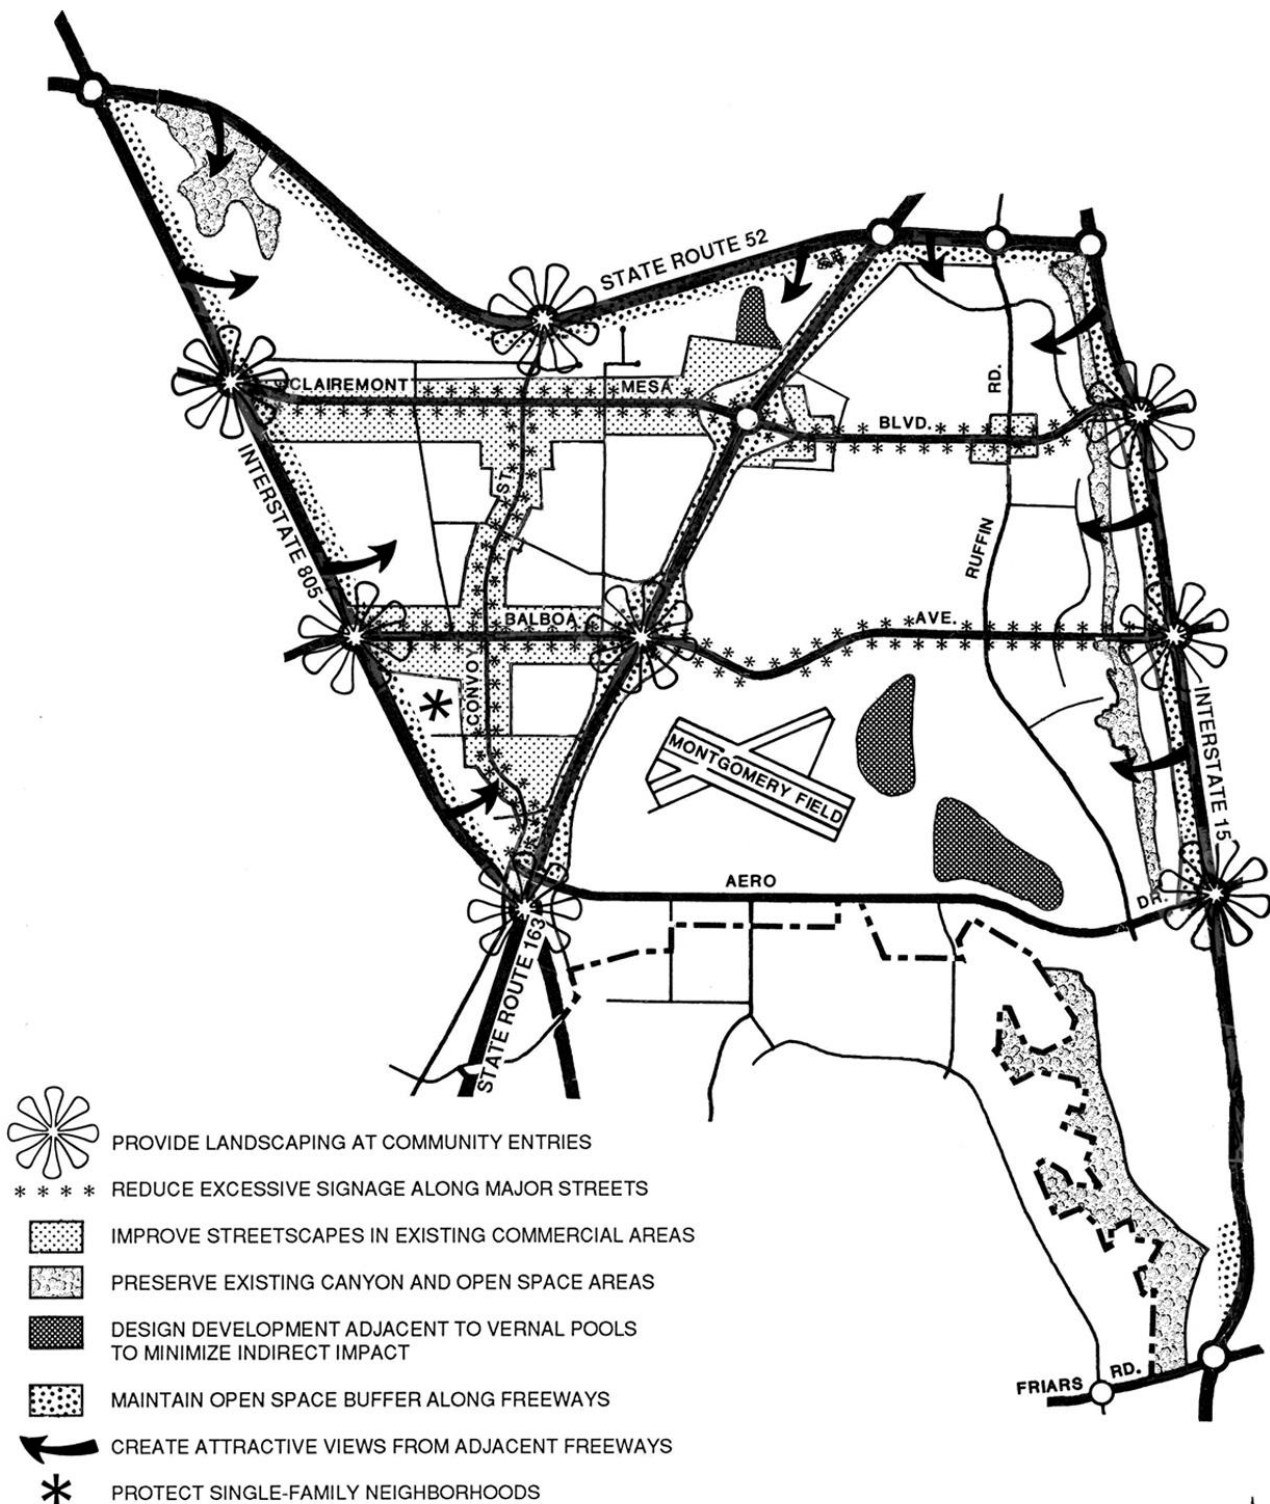 STATE ROUTE 52
CLAIREMONT
MESA
BLVD.
RD.
ST.
INTERSTATE 805
RUFFIN
BALBOA
AVE.
CONVOY
MONTGOMERY FIELD
INTERSTATE 15
AERO
DR.
STATE ROUTE 163
FRIARS
RD.
PROVIDE LANDSCAPING AT COMMUNITY ENTRIES
REDUCE EXCESSIVE SIGNAGE ALONG MAJOR STREETS
IMPROVE STREETSCAPES IN EXISTING COMMERCIAL AREAS
PRESERVE EXISTING CANYON AND OPEN SPACE AREAS
DESIGN DEVELOPMENT ADJACENT TO VERNAL POOLS
TO MINIMIZE INDIRECT IMPACT
MAINTAIN OPEN SPACE BUFFER ALONG FREEWAYS
CREATE ATTRACTIVE VIEWS FROM ADJACENT FREEWAYS
PROTECT SINGLE-FAMILY NEIGHBORHOODS